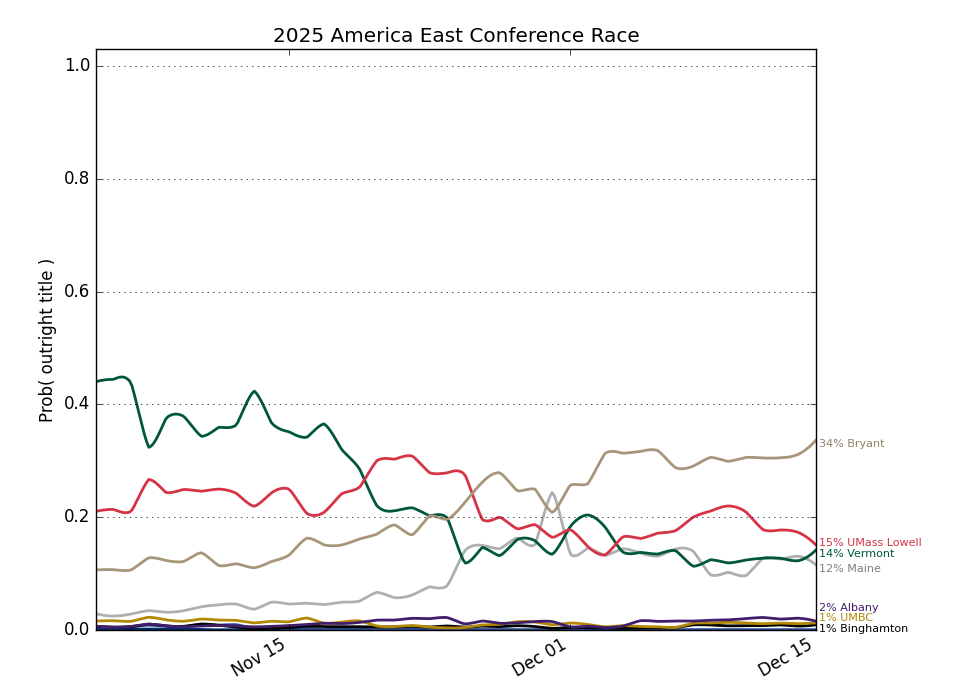 2025 America East Conference Race
1.0
0.8
0.6
0.4
0.2
0.0
Prob( outright title )
Nov 15
Dec 01
Dec 15
34% Bryant
15% UMass Lowell
14% Vermont
12% Maine
2% Albany
1% UMBC
1% Binghamton